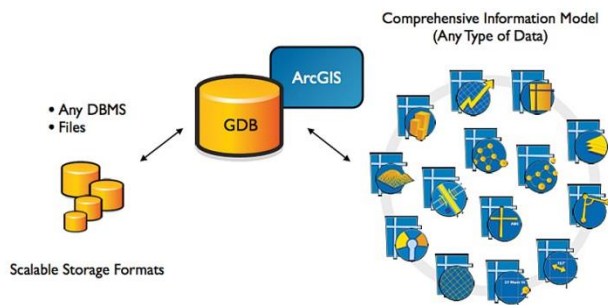 Comprehensive Information Model
(Any Type of Data)
ArcGIS
• Any DBMS
• Files
GDB
Scalable Storage Formats